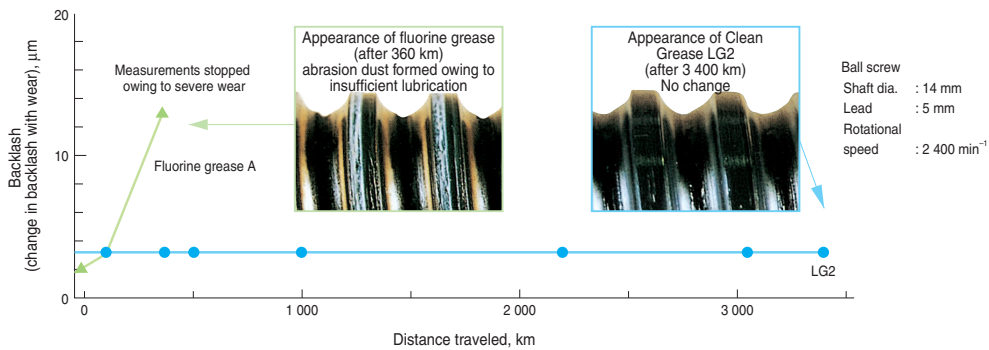 20
10
0
Backlash
(change in backlash with wear), μm
Measurements stopped
owing to severe wear
Fluorine grease A
Appearance of fluorine grease
(after 360 km)
abrasion dust formed owing to
insufficient lubrication
Appearance of Clean
Grease LG2
(after 3 400 km)
No change
Ball screw
Shaft dia. : 14 mm
Lead : 5 mm
Rotational
speed : 2 400 min⁻¹
LG2
0 1 000 2 000 3 000
Distance traveled, km